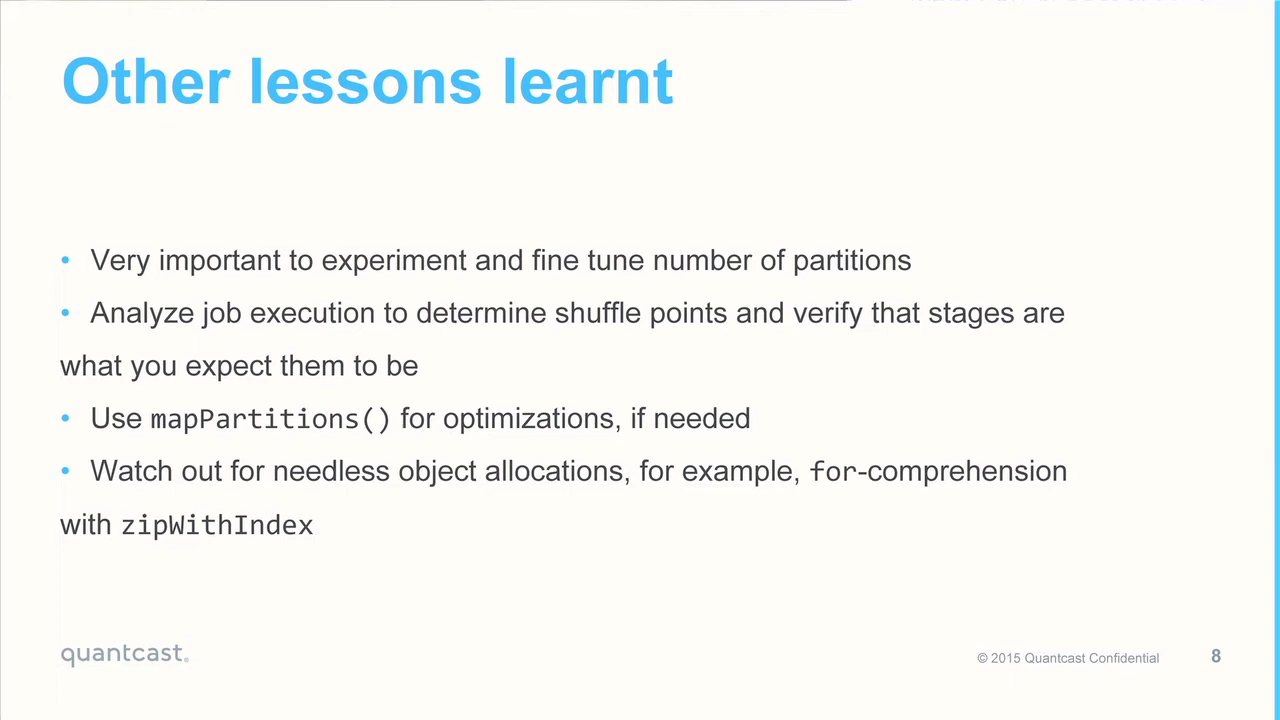 Other lessons learnt
• Very important to experiment and fine tune number of partitions
• Analyze job execution to determine shuffle points and verify that stages are
what you expect them to be
• Use mapPartitions() for optimizations, if needed
• Watch out for needless object allocations, for example, for-comprehension
with zipWithIndex
quantcast.
© 2015 Quantcast Confidential 8